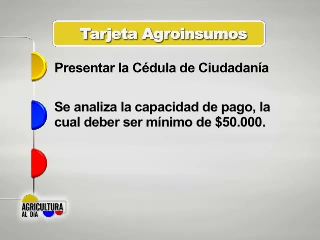 Tarjeta Agroinsumos
Presentar la Cédula de Ciudadanía
Se analiza la capacidad de pago, la
cual deber ser mínimo de $50.000.
AGRICULTURA
AL DÍA